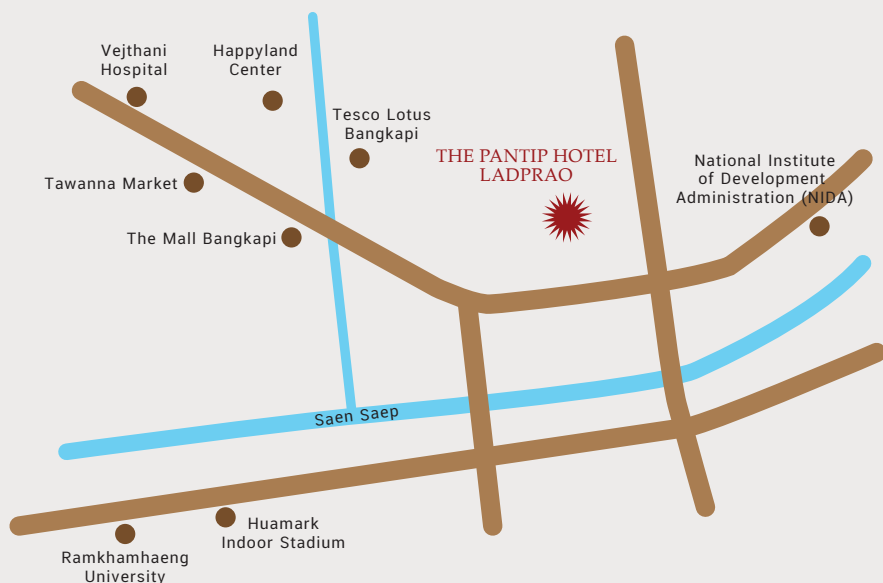 Vejthani
Hospital
Happyland
Center
Tesco Lotus
Bangkapi
THE PANTIP HOTEL
LADPRAO
National Institute
of Development
Administration (NIDA)
Tawanna Market
The Mall Bangkapi
Saen Saep
Huamark
Indoor Stadium
Ramkhamhaeng
University